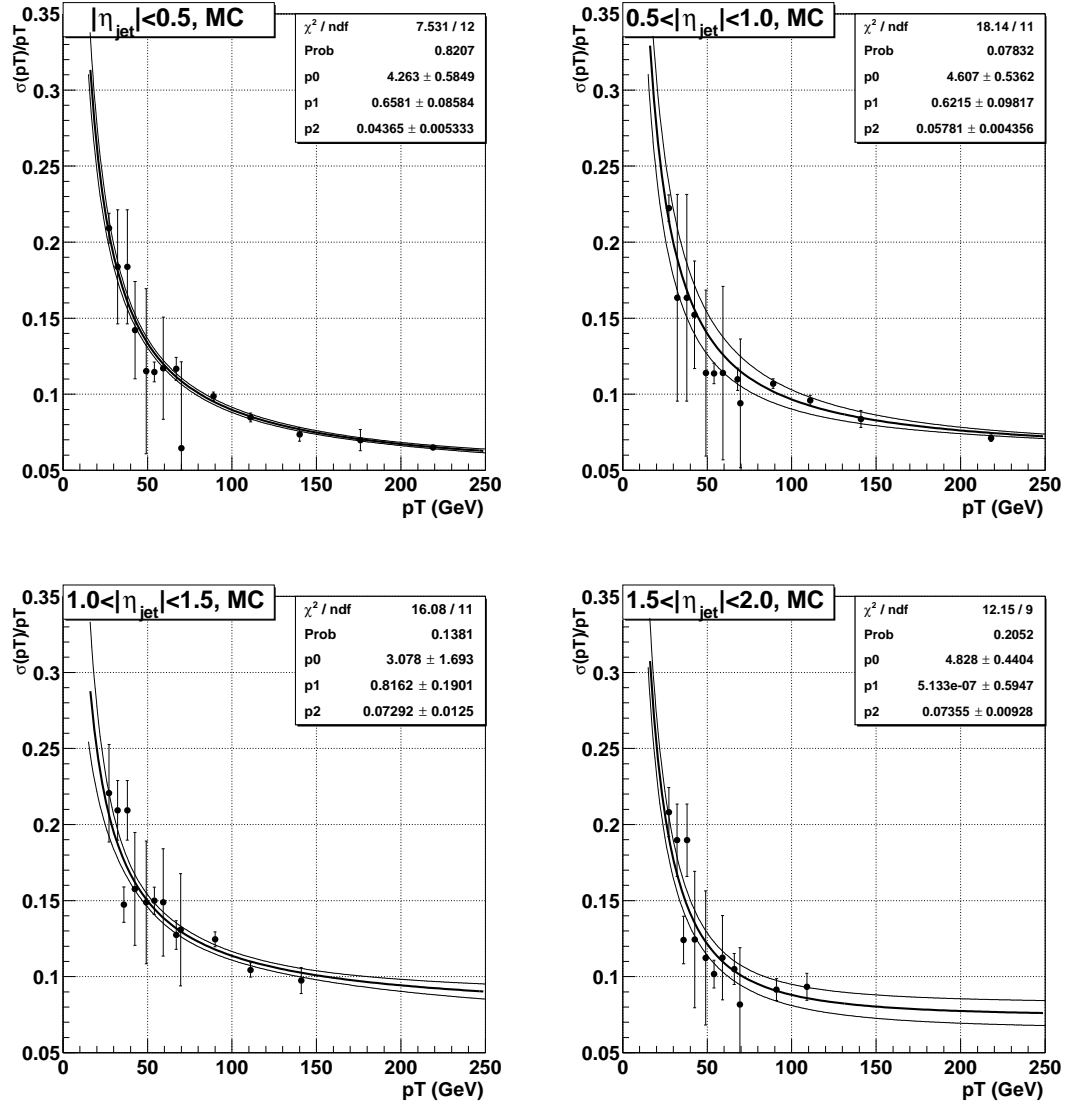 |η_jet|<0.5, MC
χ² / ndf 7.531 / 12
Prob 0.8207
p0 4.263 ± 0.5849
p1 0.6581 ± 0.08584
p2 0.04365 ± 0.005333
σ(pT)/pT
0.35
0.3
0.25
0.2
0.15
0.1
0.05
0 50 100 150 200 250
pT (GeV)
0.5<|η_jet|<1.0, MC
χ² / ndf 18.14 / 11
Prob 0.07832
p0 4.607 ± 0.5362
p1 0.6215 ± 0.09817
p2 0.05781 ± 0.004356
σ(pT)/pT
0.35
0.3
0.25
0.2
0.15
0.1
0.05
0 50 100 150 200 250
pT (GeV)
1.0<|η_jet|<1.5, MC
χ² / ndf 16.08 / 11
Prob 0.1381
p0 3.078 ± 1.693
p1 0.8162 ± 0.1901
p2 0.07292 ± 0.0125
σ(pT)/pT
0.35
0.3
0.25
0.2
0.15
0.1
0.05
0 50 100 150 200 250
pT (GeV)
1.5<|η_jet|<2.0, MC
χ² / ndf 12.15 / 9
Prob 0.2052
p0 4.828 ± 0.4404
p1 5.133e-07 ± 0.5947
p2 0.07355 ± 0.00928
σ(pT)/pT
0.35
0.3
0.25
0.2
0.15
0.1
0.05
0 50 100 150 200 250
pT (GeV)